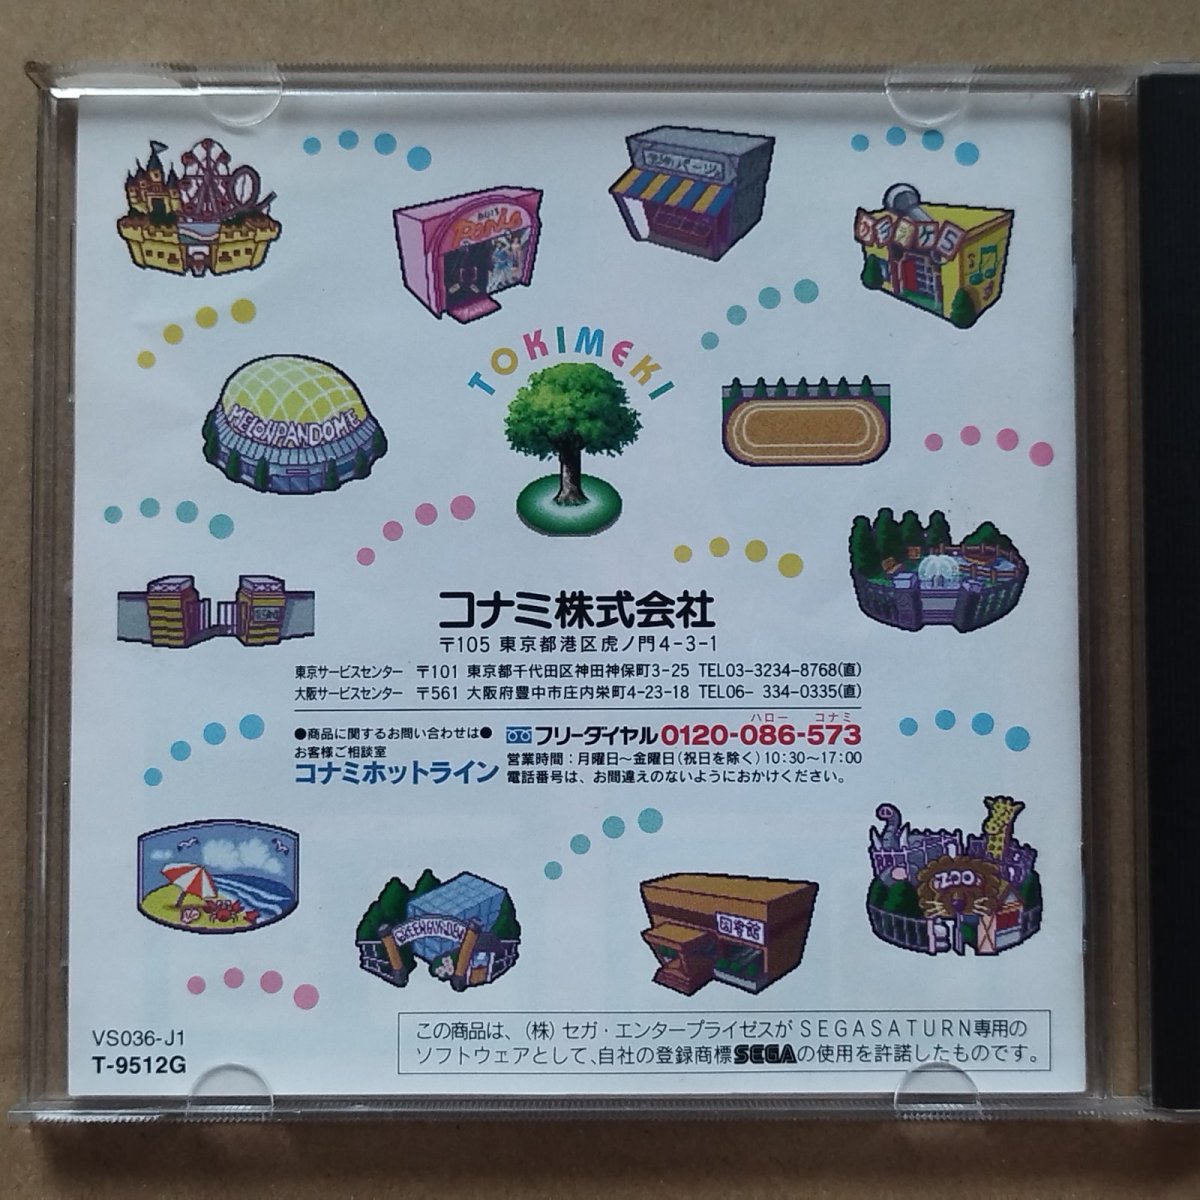 カラオケS
TOKIMEKI
MELONPANDOME
コナミ株式会社
〒105 東京都港区虎ノ門4-3-1
東京サービスセンター 〒101 東京都千代田区神田神保町3-25 TEL03-3234-8768(直)
大阪サービスセンター 〒561 大阪府豊中市庄内栄町4-23-18 TEL06- 334-0335(直)
ハロー コナミ
●商品に関するお問い合わせは● フリーダイヤル0120-086-573
お客様ご相談室 営業時間：月曜日〜金曜日(祝日を除く)10:30〜17:00
コナミホットライン 電話番号は、お間違えのないようにおかけください。
ZOO
図書館
VS036-J1
T-9512G
この商品は、(株)セガ・エンタープライゼスがSEGASATURN専用の
ソフトウェアとして、自社の登録商標SEGAの使用を許諾したものです。